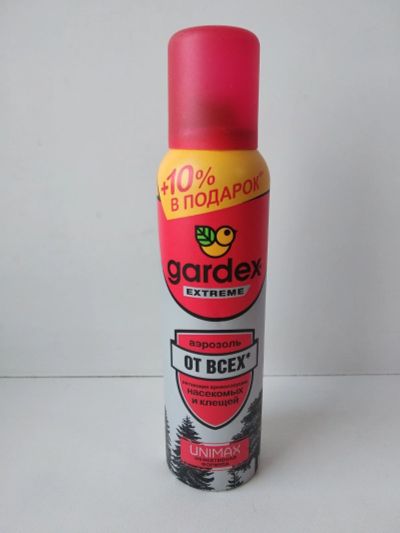 +10%
В ПОДАРОК*
gardex
EXTREME
аэрозоль
ОТ ВСЕХ*
насекомых
и клещей
UNIMAX